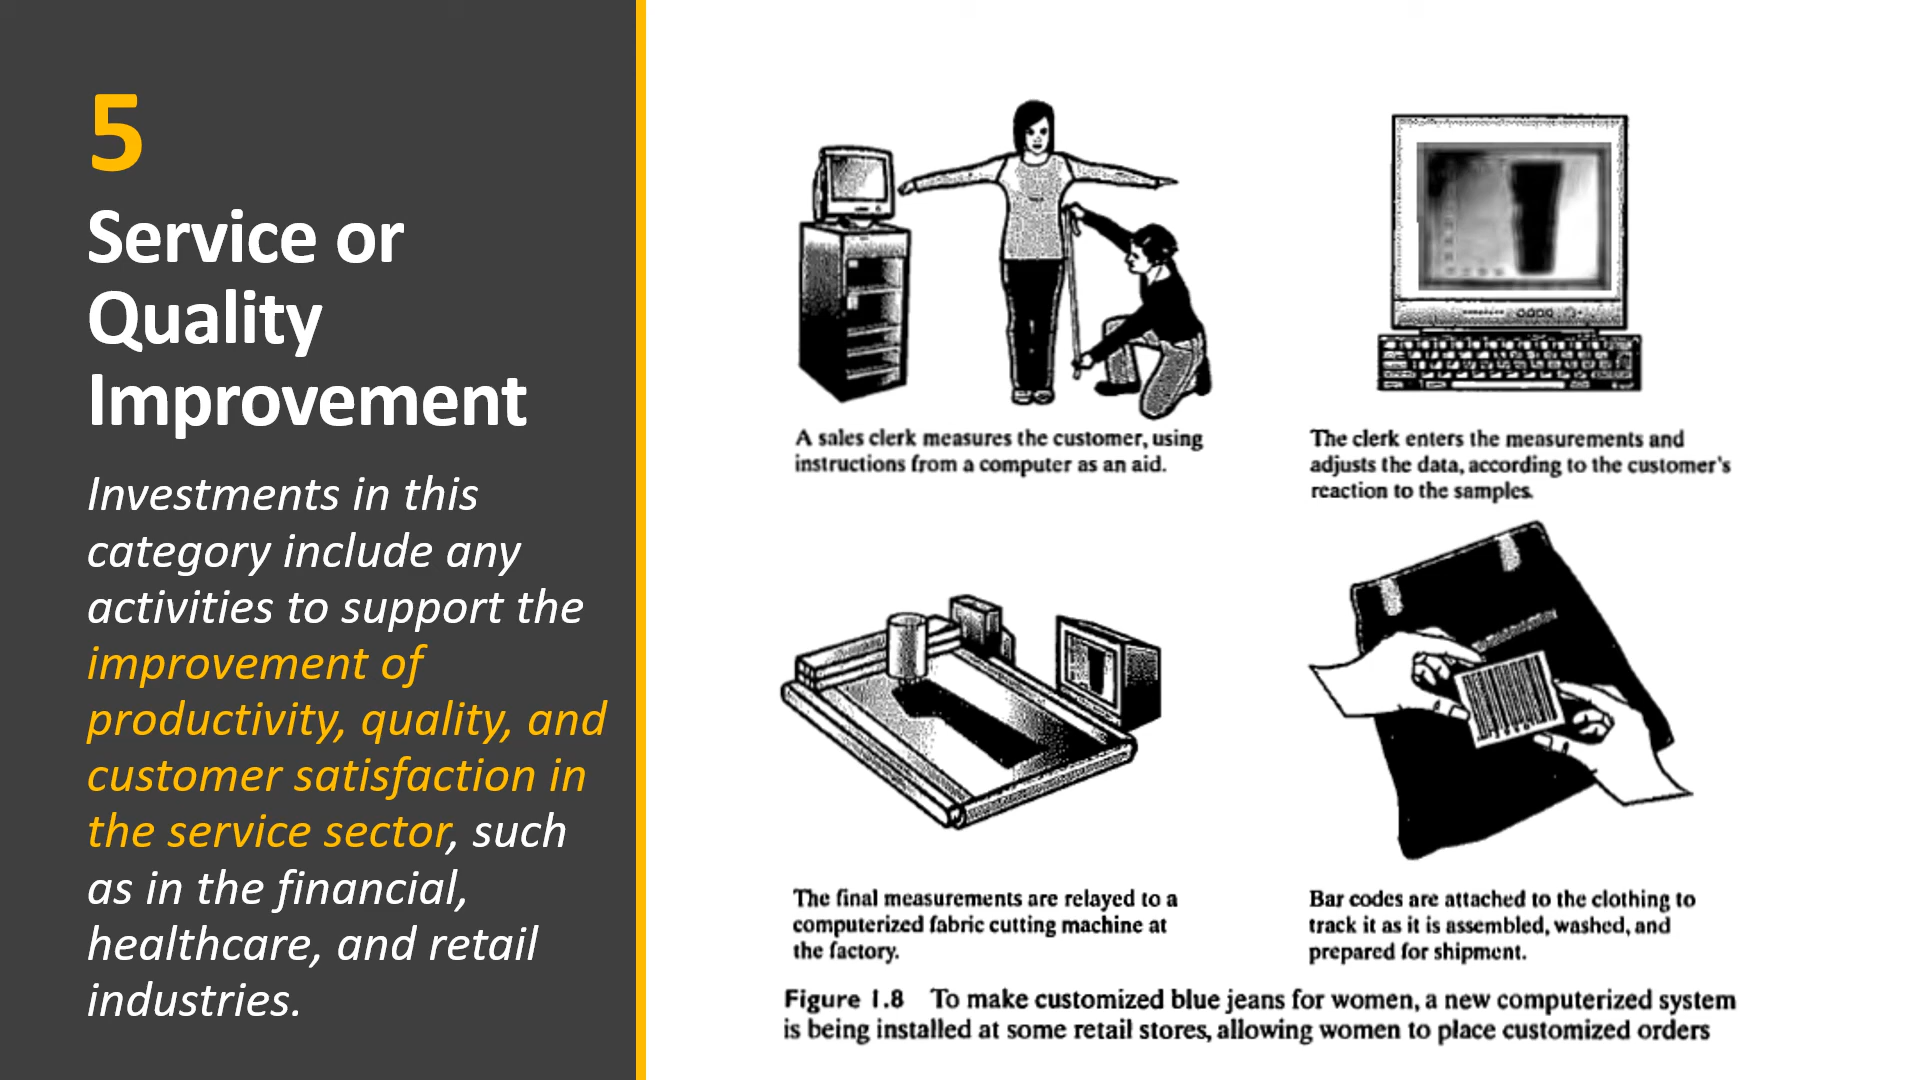 5
Service or
Quality
Improvement
Investments in this
category include any
activities to support the
improvement of
productivity, quality, and
customer satisfaction in
the service sector, such
as in the financial,
healthcare, and retail
industries.
A sales clerk measures the customer, using
instructions from a computer as an aid.
The clerk enters the measurements and
adjusts the data, according to the customer's
reaction to the samples.
The final measurements are relayed to a
computerized fabric cutting machine at
the factory.
Bar codes are attached to the clothing to
track it as it is assembled, washed, and
prepared for shipment.
Figure 1.8 To make customized blue jeans for women, a new computerized system
is being installed at some retail stores, allowing women to place customized orders